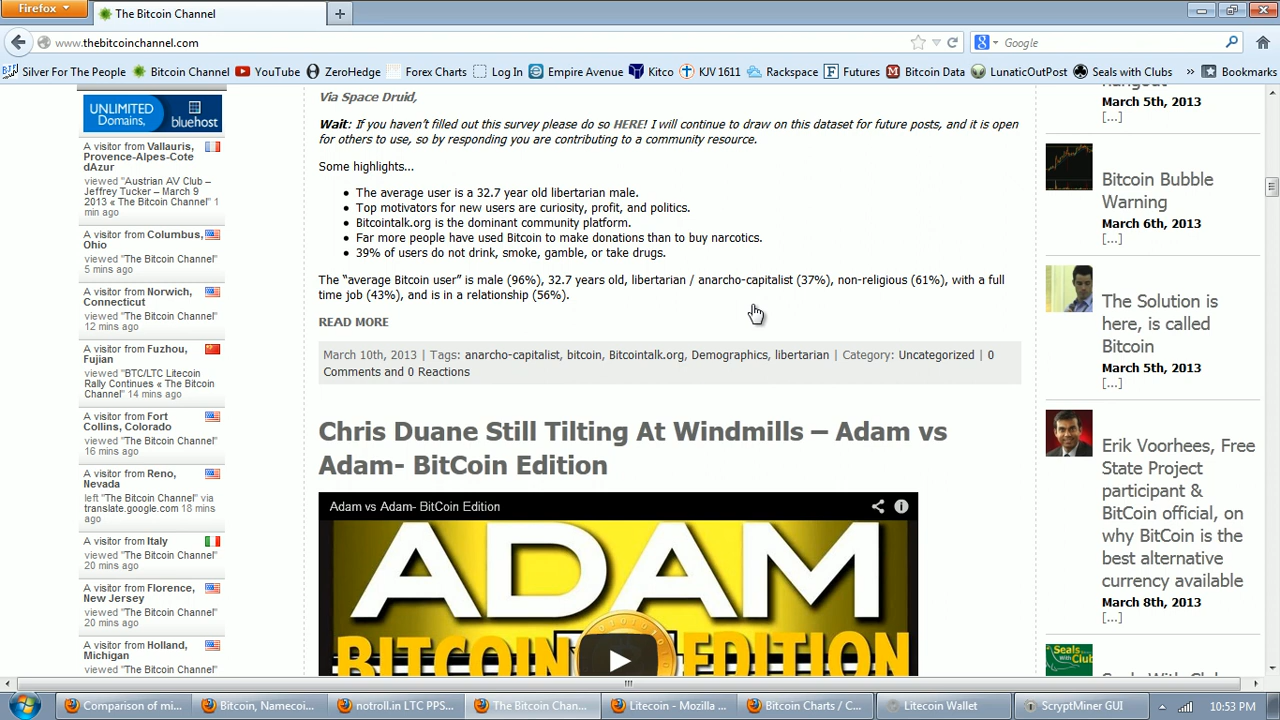 Firefox
The Bitcoin Channel
www.thebitcoinchannel.com
Google
Silver For The People
Bitcoin Channel
YouTube
ZeroHedge
Forex Charts
Log In
Empire Avenue
Kitco
KJV 1611
Rackspace
Futures
Bitcoin Data
LunaticOutPost
Seals with Clubs
Bookmarks
UNLIMITED
Domains,
bluehost
A visitor from Vallauris,
Provence-Alpes-Cote
dAzur
viewed "Austrian AV Club –
Jeffrey Tucker – March 9
2013 « The Bitcoin Channel" 1
min ago
A visitor from Columbus,
Ohio
viewed "The Bitcoin Channel"
5 mins ago
A visitor from Norwich,
Connecticut
viewed "The Bitcoin Channel"
12 mins ago
A visitor from Fuzhou,
Fujian
viewed "BTC/LTC Litecoin
Rally Continues « The Bitcoin
Channel" 14 mins ago
A visitor from Fort
Collins, Colorado
viewed "The Bitcoin Channel"
16 mins ago
A visitor from Reno,
Nevada
left "The Bitcoin Channel" via
translate.google.com 18 mins
ago
A visitor from Italy
viewed "The Bitcoin Channel"
20 mins ago
A visitor from Florence,
New Jersey
viewed "The Bitcoin Channel"
20 mins ago
A visitor from Holland,
Michigan
viewed "The Bitcoin Channel"
Via Space Druid,
Wait: If you haven't filled out this survey please do so HERE! I will continue to draw on this dataset for future posts, and it is open
for others to use, so by responding you are contributing to a community resource.
Some highlights...
• The average user is a 32.7 year old libertarian male.
• Top motivators for new users are curiosity, profit, and politics.
• Bitcointalk.org is the dominant community platform.
• Far more people have used Bitcoin to make donations than to buy narcotics.
• 39% of users do not drink, smoke, gamble, or take drugs.
The “average Bitcoin user” is male (96%), 32.7 years old, libertarian / anarcho-capitalist (37%), non-religious (61%), with a full
time job (43%), and is in a relationship (56%).
READ MORE
March 10th, 2013 | Tags: anarcho-capitalist, bitcoin, Bitcointalk.org, Demographics, libertarian | Category: Uncategorized | 0
Comments and 0 Reactions
Chris Duane Still Tilting At Windmills – Adam vs
Adam- BitCoin Edition
Adam vs Adam- BitCoin Edition
ADAM
BITCOIN EDITION
hangout
March 5th, 2013
[...]
Bitcoin Bubble
Warning
March 6th, 2013
[...]
The Solution is
here, is called
Bitcoin
March 5th, 2013
[...]
Erik Voorhees, Free
State Project
participant &
BitCoin official, on
why BitCoin is the
best alternative
currency available
March 8th, 2013
[...]
Seals
With Club
Seals With Club
Comparison of mi...
Bitcoin, Namecoi...
notroll.in LTC PPS...
The Bitcoin Chan...
Litecoin - Mozilla ...
Bitcoin Charts / C...
Litecoin Wallet
ScryptMiner GUI
10:53 PM